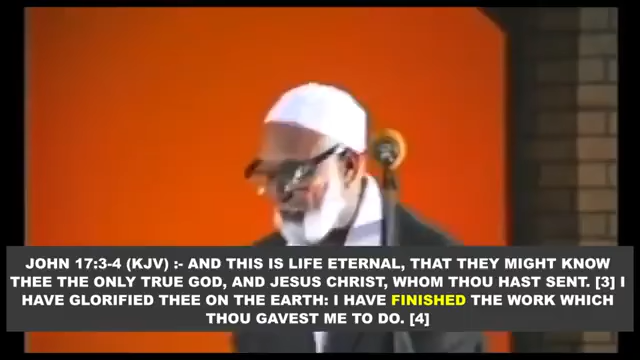 JOHN 17:3-4 (KJV) :- AND THIS IS LIFE ETERNAL, THAT THEY MIGHT KNOW
THEE THE ONLY TRUE GOD, AND JESUS CHRIST, WHOM THOU HAST SENT. [3] I
HAVE GLORIFIED THEE ON THE EARTH: I HAVE FINISHED THE WORK WHICH
THOU GAVEST ME TO DO. [4]